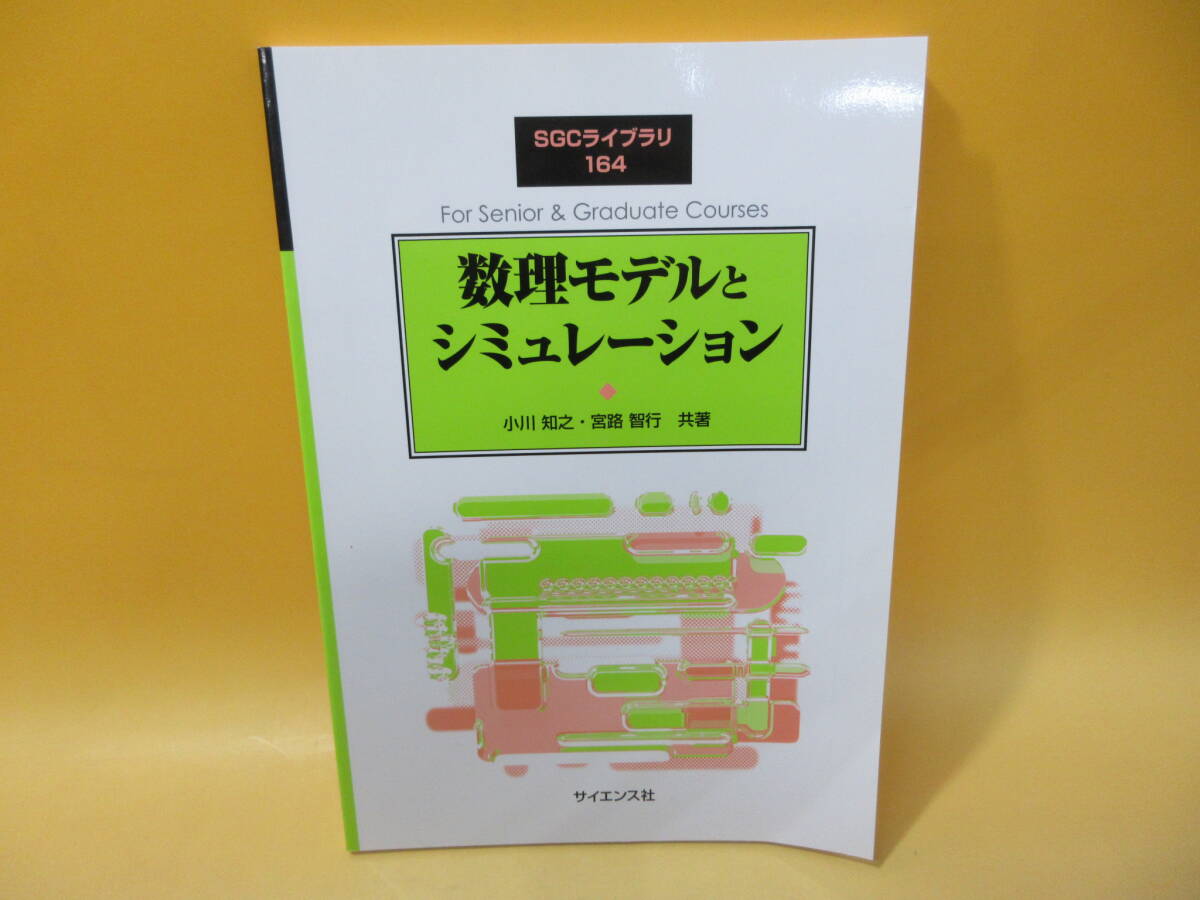 SGCライブラリ
164
For Senior & Graduate Courses
数理モデルと
シミュレーション
小川 知之・宮路 智行 共著
サイエンス社